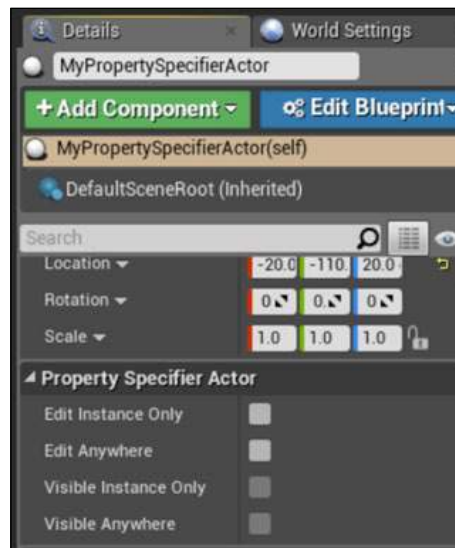 Details
World Settings
MyPropertySpecifierActor
+ Add Component
Edit Blueprint
MyPropertySpecifierActor(self)
DefaultSceneRoot (Inherited)
Search
Location -20.0 -110. 20.0
Rotation 0 0. 0
Scale 1.0 1.0 1.0
Property Specifier Actor
Edit Instance Only
Edit Anywhere
Visible Instance Only
Visible Anywhere